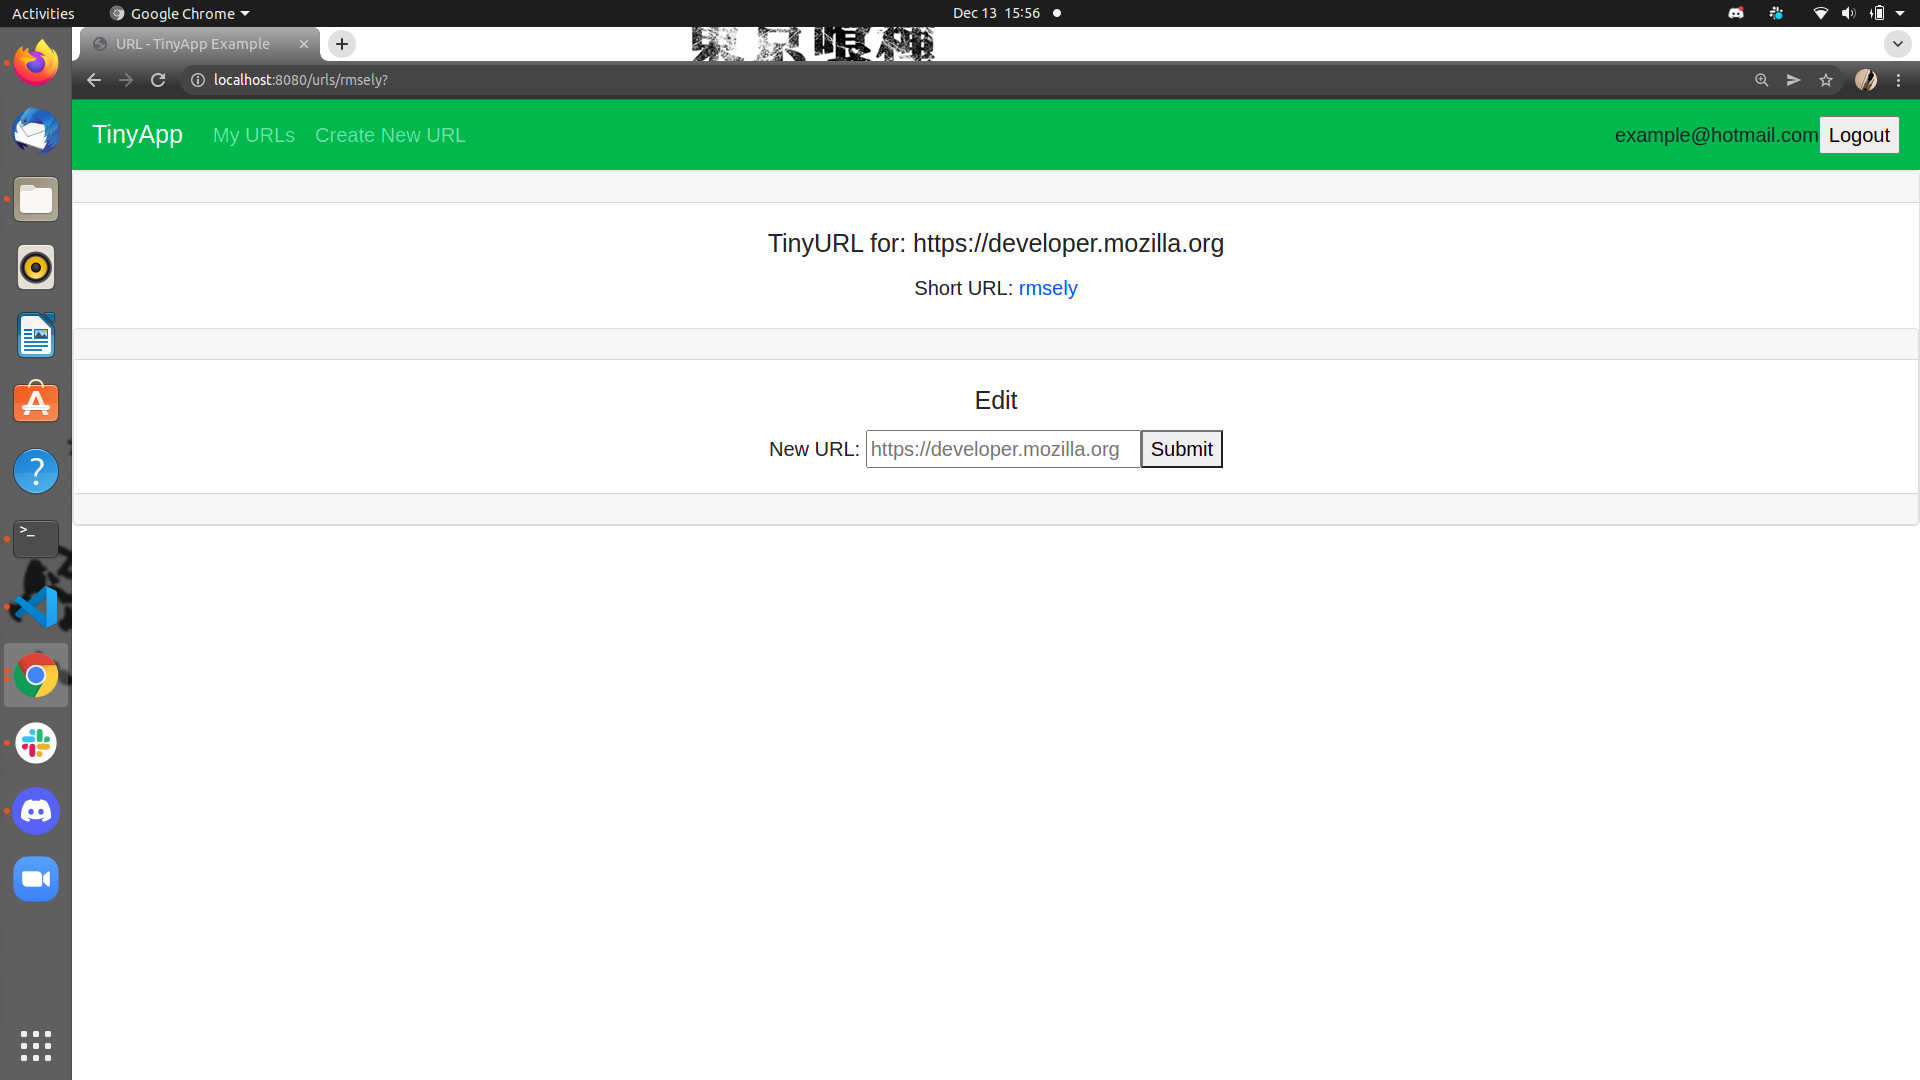 Activities
Google Chrome
Dec 13 15:56
URL - TinyApp Example
localhost:8080/urls/rmsely?
TinyApp
My URLs
Create New URL
example@hotmail.com
Logout
TinyURL for: https://developer.mozilla.org
Short URL: rmsely
Edit
New URL: https://developer.mozilla.org Submit